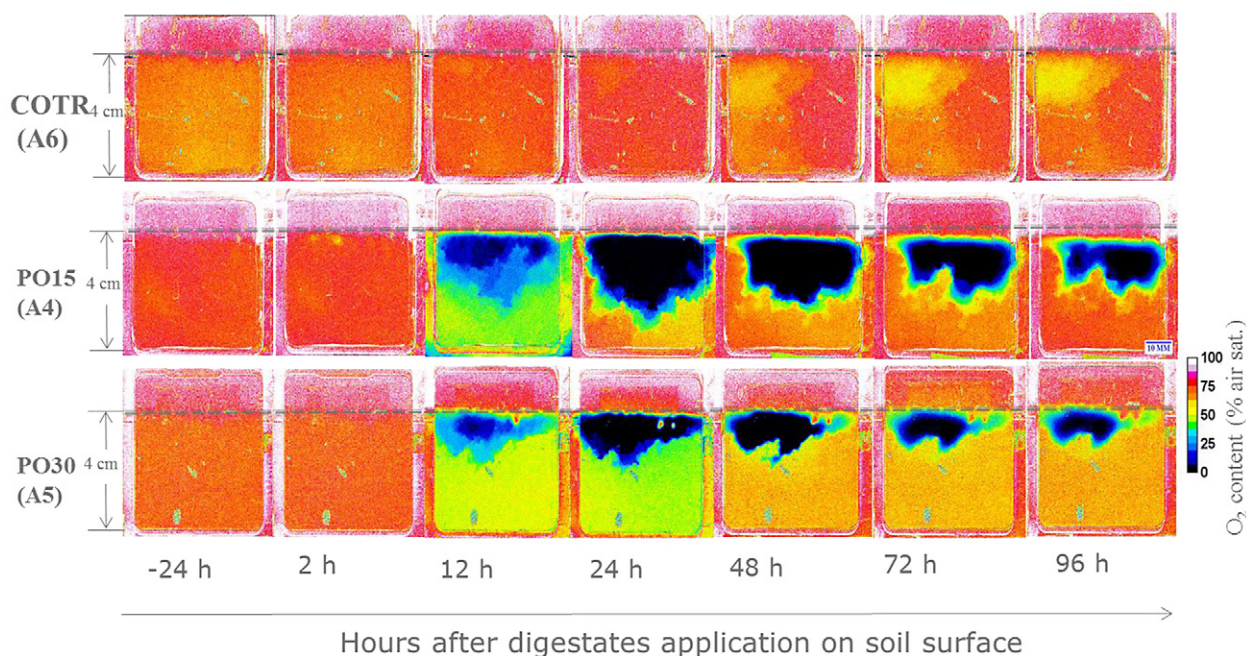 COTR
(A6)
4 cm
PO15
(A4)
4 cm
10 MM
PO30
(A5)
4 cm
100
75
50
25
0
O2 content (% air sat.)
-24 h 2 h 12 h 24 h 48 h 72 h 96 h
Hours after digestates application on soil surface